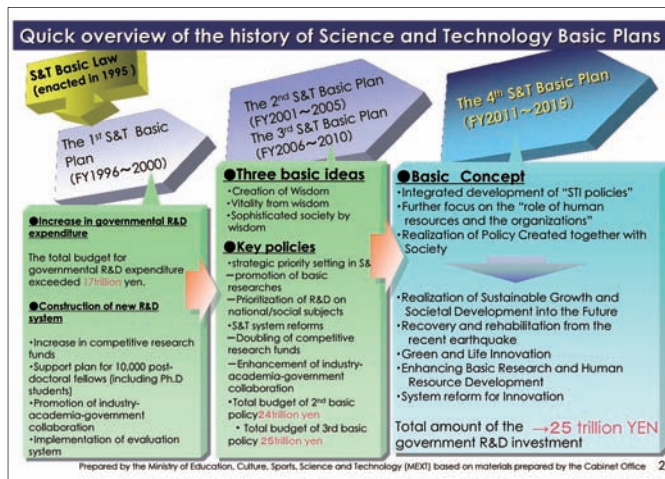 Quick overview of the history of Science and Technology Basic Plans
S&T Basic Law
(enacted in 1995)
The 1st S&T Basic
Plan
(FY1996～2000)
●Increase in governmental R&D
expenditure
The total budget for
governmental R&D expenditure
exceeded 17trillion yen.
●Construction of new R&D
system
・Increase in competitive research
funds
・Support plan for 10,000 post-
doctoral fellows (including Ph.D
students)
・Promotion of industry-
academia-government
collaboration
・Implementation of evaluation
system
The 2nd S&T Basic Plan
(FY2001～2005)
The 3rd S&T Basic Plan
(FY2006～2010)
●Three basic ideas
・Creation of Wisdom
・Vitality from wisdom
・Sophisticated society by
wisdom
●Key policies
・strategic priority setting in S&
—promotion of basic
researches
—Prioritization of R&D on
national/social subjects
・S&T system reforms
—Doubling of competitive
research funds
—Enhancement of industry-
academia-government
collaboration
・Total budget of 2nd basic
policy 24trillion yen
・Total budget of 3rd basic
policy 25trillion yen
The 4th S&T Basic Plan
(FY2011～2015)
●Basic Concept
・Integrated development of "STI policies"
・Further focus on the "role of human
resources and the organizations"
・Realization of Policy Created together with
Society
・Realization of Sustainable Growth and
Societal Development into the Future
・Recovery and rehabilitation from the
recent earthquake
・Green and Life Innovation
・Enhancing Basic Research and Human
Resource Development
・System reform for Innovation
Total amount of the →25 trillion YEN
government R&D investment
Prepared by the Ministry of Education, Culture, Sports, Science and Technology (MEXT) based on materials prepared by the Cabinet Office 2